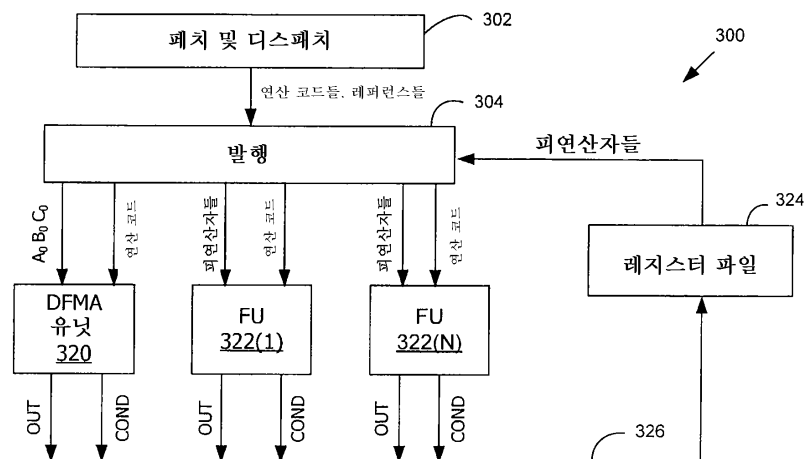 페치 및 디스패치
302
300
연산 코드들, 레퍼런스들
304
발행
피연산자들
324
레지스터 파일
A₀ B₀ C₀
연산 코드
피연산자들
연산 코드
피연산자들
연산 코드
DFMA
유닛
320
FU
322(1)
FU
322(N)
OUT
COND
OUT
COND
OUT
COND
326